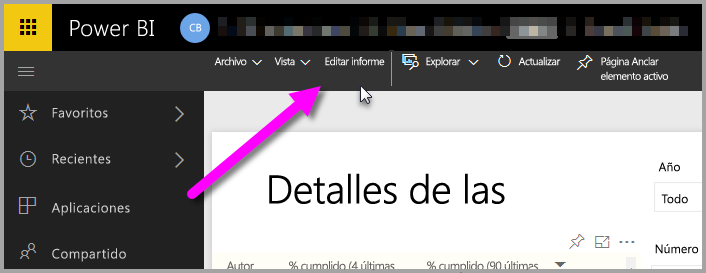 Power BI
CB
Archivo Vista Editar informe Explorar Actualizar Página Anclar
elemento activo
Favoritos
Recientes
Aplicaciones
Compartido
Detalles de las
Año
Todo
Número
Autor % cumplido (4 últimas % cumplido (90 últimas